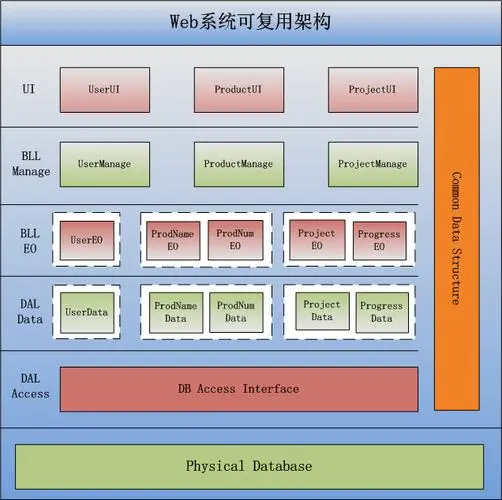 Web系统可复用架构
UI
UserUI
ProductUI
ProjectUI
BLL
Manage
UserManage
ProductManage
ProjectManage
BLL
EO
UserEO
ProdName
EO
ProdNum
EO
Project
EO
Progress
EO
DAL
Data
UserData
ProdName
Data
ProdNum
Data
Project
Data
Progress
Data
DAL
Access
DB Access Interface
Common Data Structure
Physical Database